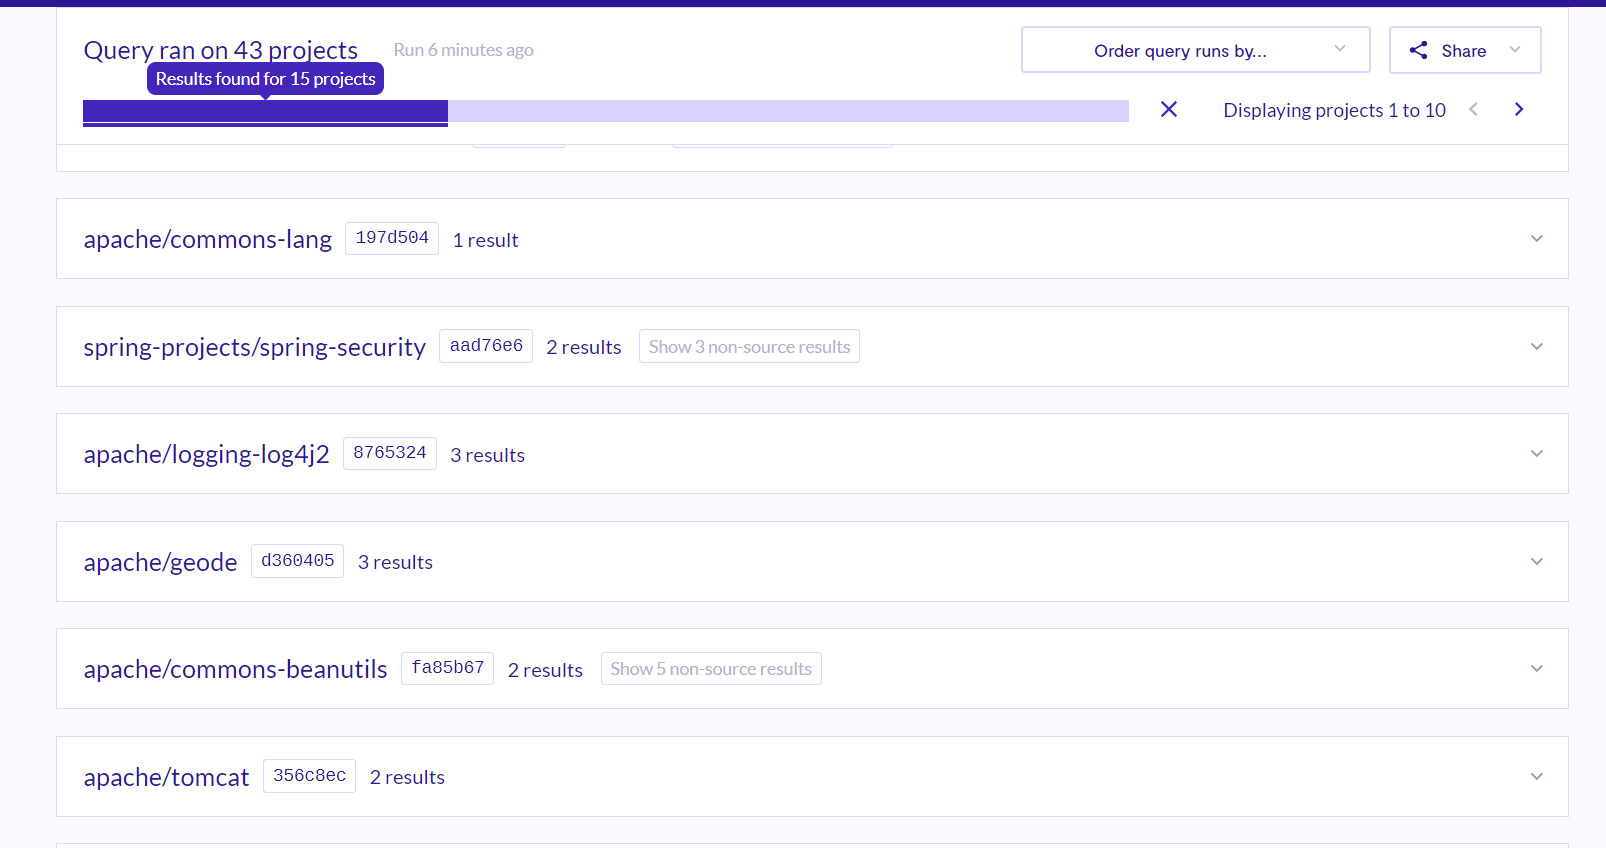 Query ran on 43 projects Run 6 minutes ago Order query runs by... Share
Results found for 15 projects
Displaying projects 1 to 10
apache/commons-lang 197d504 1 result
spring-projects/spring-security aad76e6 2 results Show 3 non-source results
apache/logging-log4j2 8765324 3 results
apache/geode d360405 3 results
apache/commons-beanutils fa85b67 2 results Show 5 non-source results
apache/tomcat 356c8ec 2 results